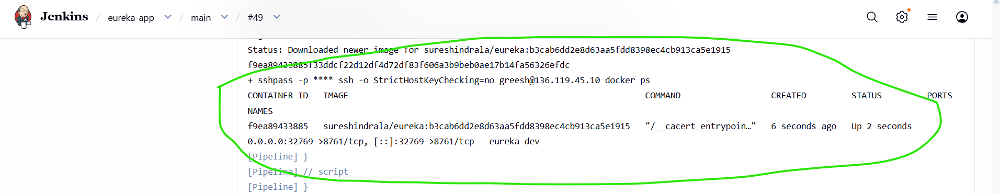 Jenkins / eureka-app / main / #49
Status: Downloaded newer image for sureshindrala/eureka:b3cab6dd2e8d63aa5fdd8398ec4cb913ca5e1915
f9ea89433885f33ddcf22d12df4d72df83f606a3b9beb0ae17b14fa56326efdc
+ sshpass -p **** ssh -o StrictHostKeyChecking=no greesh@136.119.45.10 docker ps
CONTAINER ID   IMAGE   COMMAND   CREATED   STATUS   PORTS
NAMES
f9ea89433885   sureshindrala/eureka:b3cab6dd2e8d63aa5fdd8398ec4cb913ca5e1915   "/__cacert_entrypoin…"   6 seconds ago   Up 2 seconds
0.0.0.0:32769->8761/tcp, [::]:32769->8761/tcp   eureka-dev
[Pipeline] }
[Pipeline] // script
[Pipeline] }